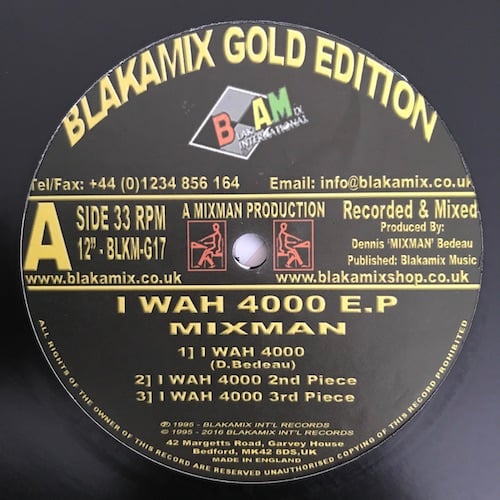 BLAKAMIX GOLD EDITION
BLAKAMIX
INTERNATIONAL
Tel/Fax: +44 (0)1234 856 164
Email: info@blakamix.co.uk
A
SIDE 33 RPM
12" - BLKM-G17
A MIXMAN PRODUCTION
Recorded & Mixed
Produced By:
Dennis 'MIXMAN' Bedeau
Published: Blakamix Music
www.blakamix.co.uk
www.blakamixshop.co.uk
I WAH 4000 E.P
MIXMAN
1] I WAH 4000
(D.Bedeau)
2] I WAH 4000 2nd Piece
3] I WAH 4000 3rd Piece
℗ 1995 - BLAKAMIX INT'L RECORDS
© 1995 - 2016 BLAKAMIX INT'L RECORDS
42 Margetts Road, Garvey House
Bedford, MK42 8DS,UK
MADE IN ENGLAND
ALL RIGHTS OF THE OWNER OF THIS RECORD ARE RESERVED UNAUTHORISED COPYING OF THIS RECORD PROHIBITED